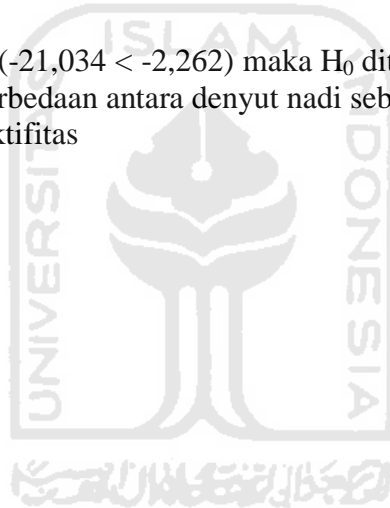 (-21,034 < -2,262) maka H₀ dit
rbedaan antara denyut nadi seb
ktifitas
ISLAM
UNIVERSITAS
INDONESIA